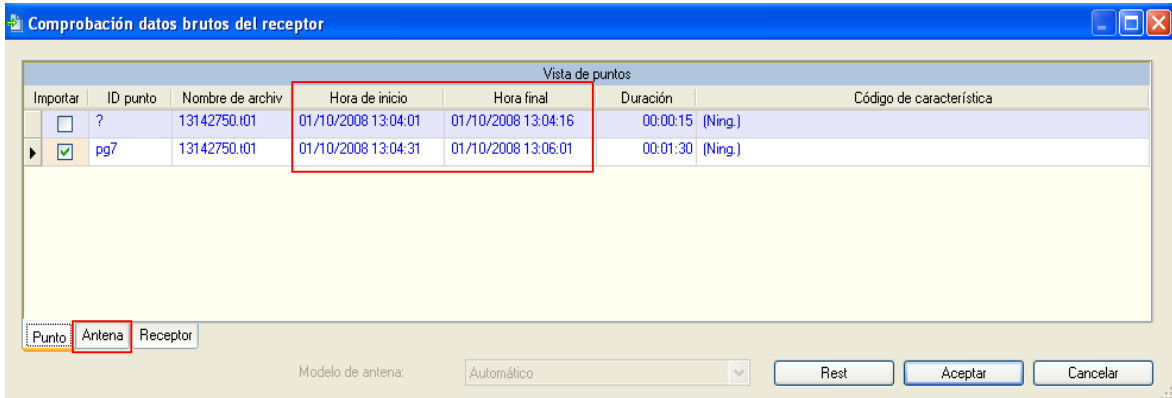 Comprobación datos brutos del receptor
Vista de puntos
Importar ID punto Nombre de archiv Hora de inicio Hora final Duración Código de característica
? 13142750.t01 01/10/2008 13:04:01 01/10/2008 13:04:16 00:00:15 (Ning.)
pg7 13142750.t01 01/10/2008 13:04:31 01/10/2008 13:06:01 00:01:30 (Ning.)
Punto Antena Receptor
Modelo de antena: Automático Rest Aceptar Cancelar